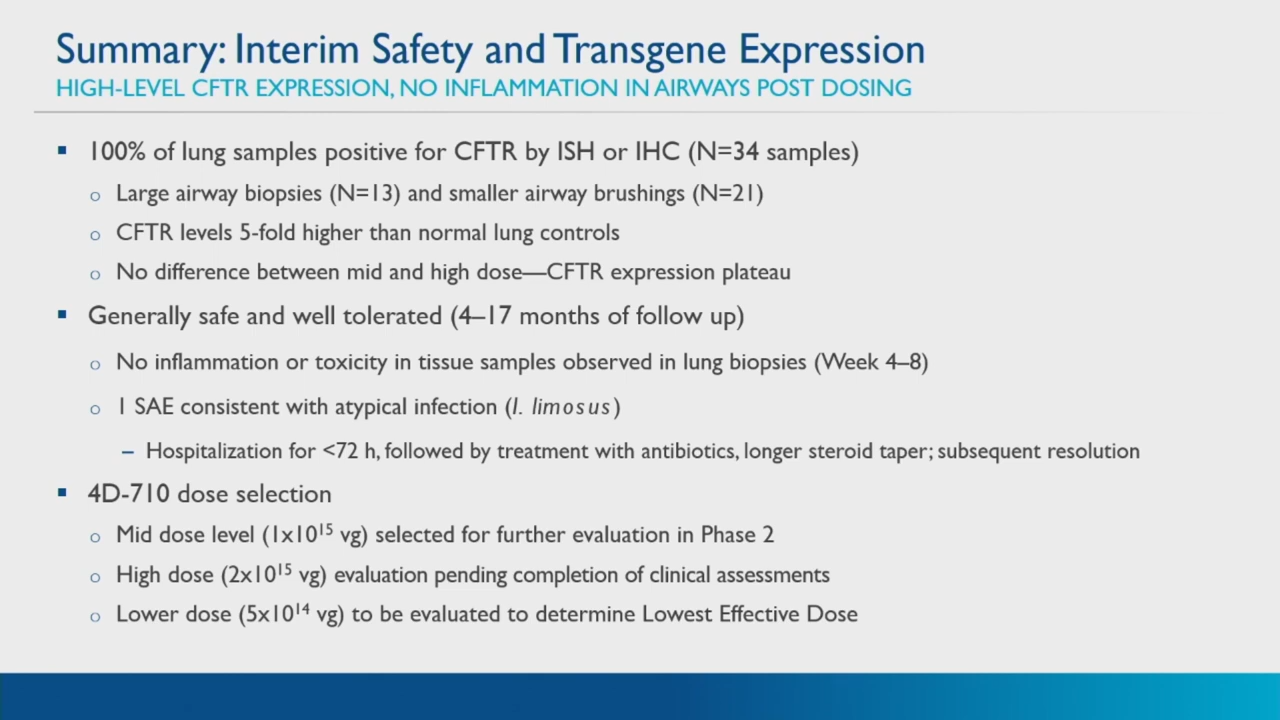 Summary: Interim Safety and Transgene Expression
HIGH-LEVEL CFTR EXPRESSION, NO INFLAMMATION IN AIRWAYS POST DOSING
▪ 100% of lung samples positive for CFTR by ISH or IHC (N=34 samples)
o Large airway biopsies (N=13) and smaller airway brushings (N=21)
o CFTR levels 5-fold higher than normal lung controls
o No difference between mid and high dose—CFTR expression plateau
▪ Generally safe and well tolerated (4–17 months of follow up)
o No inflammation or toxicity in tissue samples observed in lung biopsies (Week 4–8)
o 1 SAE consistent with atypical infection (I. limosus)
– Hospitalization for <72 h, followed by treatment with antibiotics, longer steroid taper; subsequent resolution
▪ 4D-710 dose selection
o Mid dose level (1x10¹⁵ vg) selected for further evaluation in Phase 2
o High dose (2x10¹⁵ vg) evaluation pending completion of clinical assessments
o Lower dose (5x10¹⁴ vg) to be evaluated to determine Lowest Effective Dose